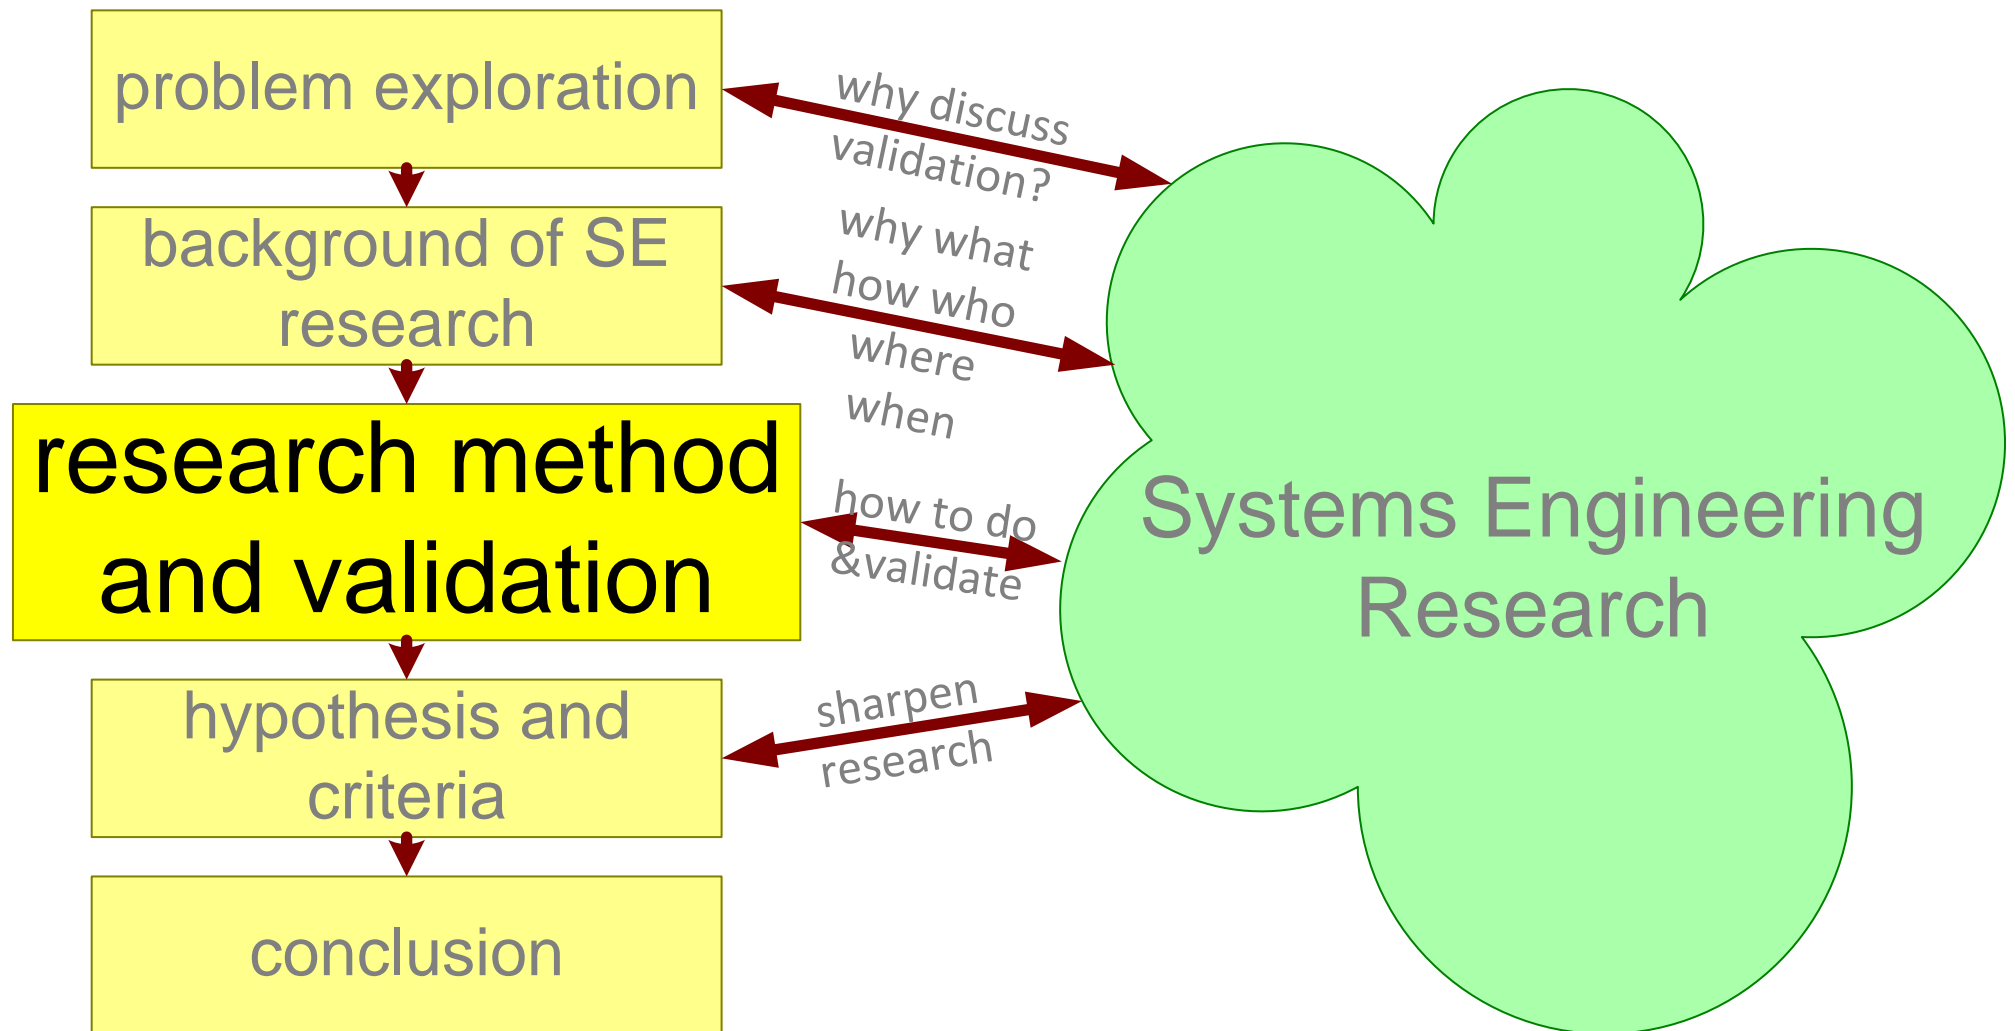 problem exploration
why discuss
validation?
background of SE
research
why what
how who
where
when
research method
and validation
how to do
&validate
Systems Engineering
Research
hypothesis and
criteria
sharpen
research
conclusion